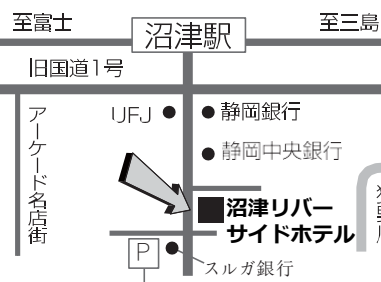 至富士
沼津駅
至三島
旧国道1号
アーケード名店街
UFJ
静岡銀行
静岡中央銀行
沼津リバー
サイドホテル
P
スルガ銀行